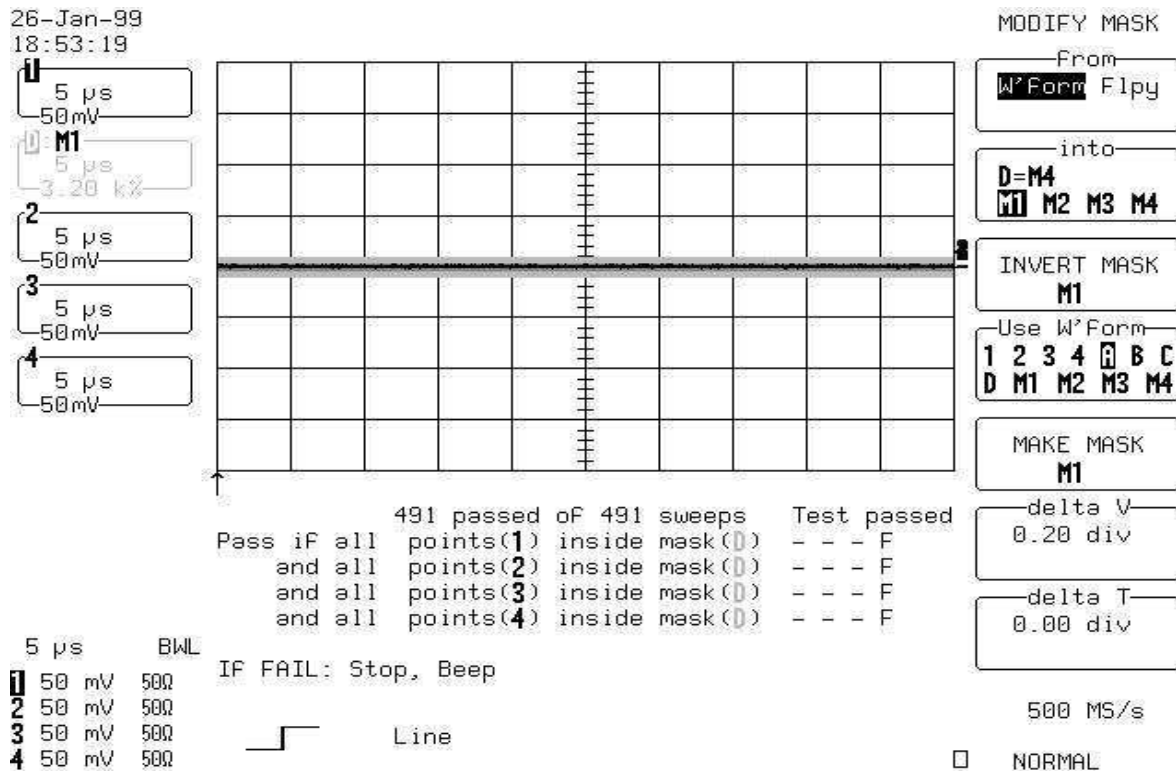 26-Jan-99
18:53:19
1
5 µs
50mV
D: M1
5 µs
3.20 k%
2
5 µs
50mV
3
5 µs
50mV
4
5 µs
50mV
5 µs BWL
1 50 mV 50Ω
2 50 mV 50Ω
3 50 mV 50Ω
4 50 mV 50Ω
491 passed of 491 sweeps Test passed
Pass if all points(1) inside mask(D) - - - F
and all points(2) inside mask(D) - - - F
and all points(3) inside mask(D) - - - F
and all points(4) inside mask(D) - - - F
If FAIL: Stop, Beep
Line
MODIFY MASK
From
W'form Flpy
into
D=M4
M1 M2 M3 M4
INVERT MASK
M1
Use W'form
1 2 3 4 A B C
D M1 M2 M3 M4
MAKE MASK
M1
delta V
0.20 div
delta T
0.00 div
500 MS/s
NORMAL